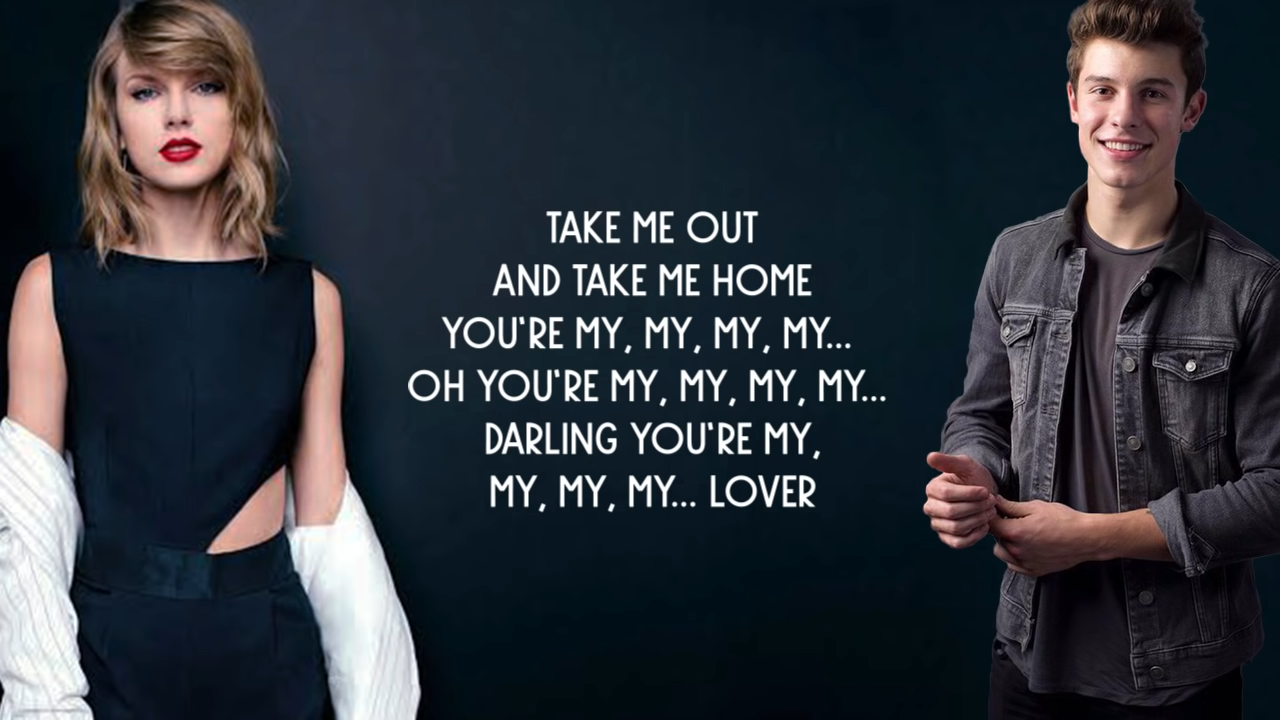 TAKE ME OUT
AND TAKE ME HOME
YOU'RE MY, MY, MY, MY...
OH YOU'RE MY, MY, MY, MY...
DARLING YOU'RE MY,
MY, MY, MY... LOVER